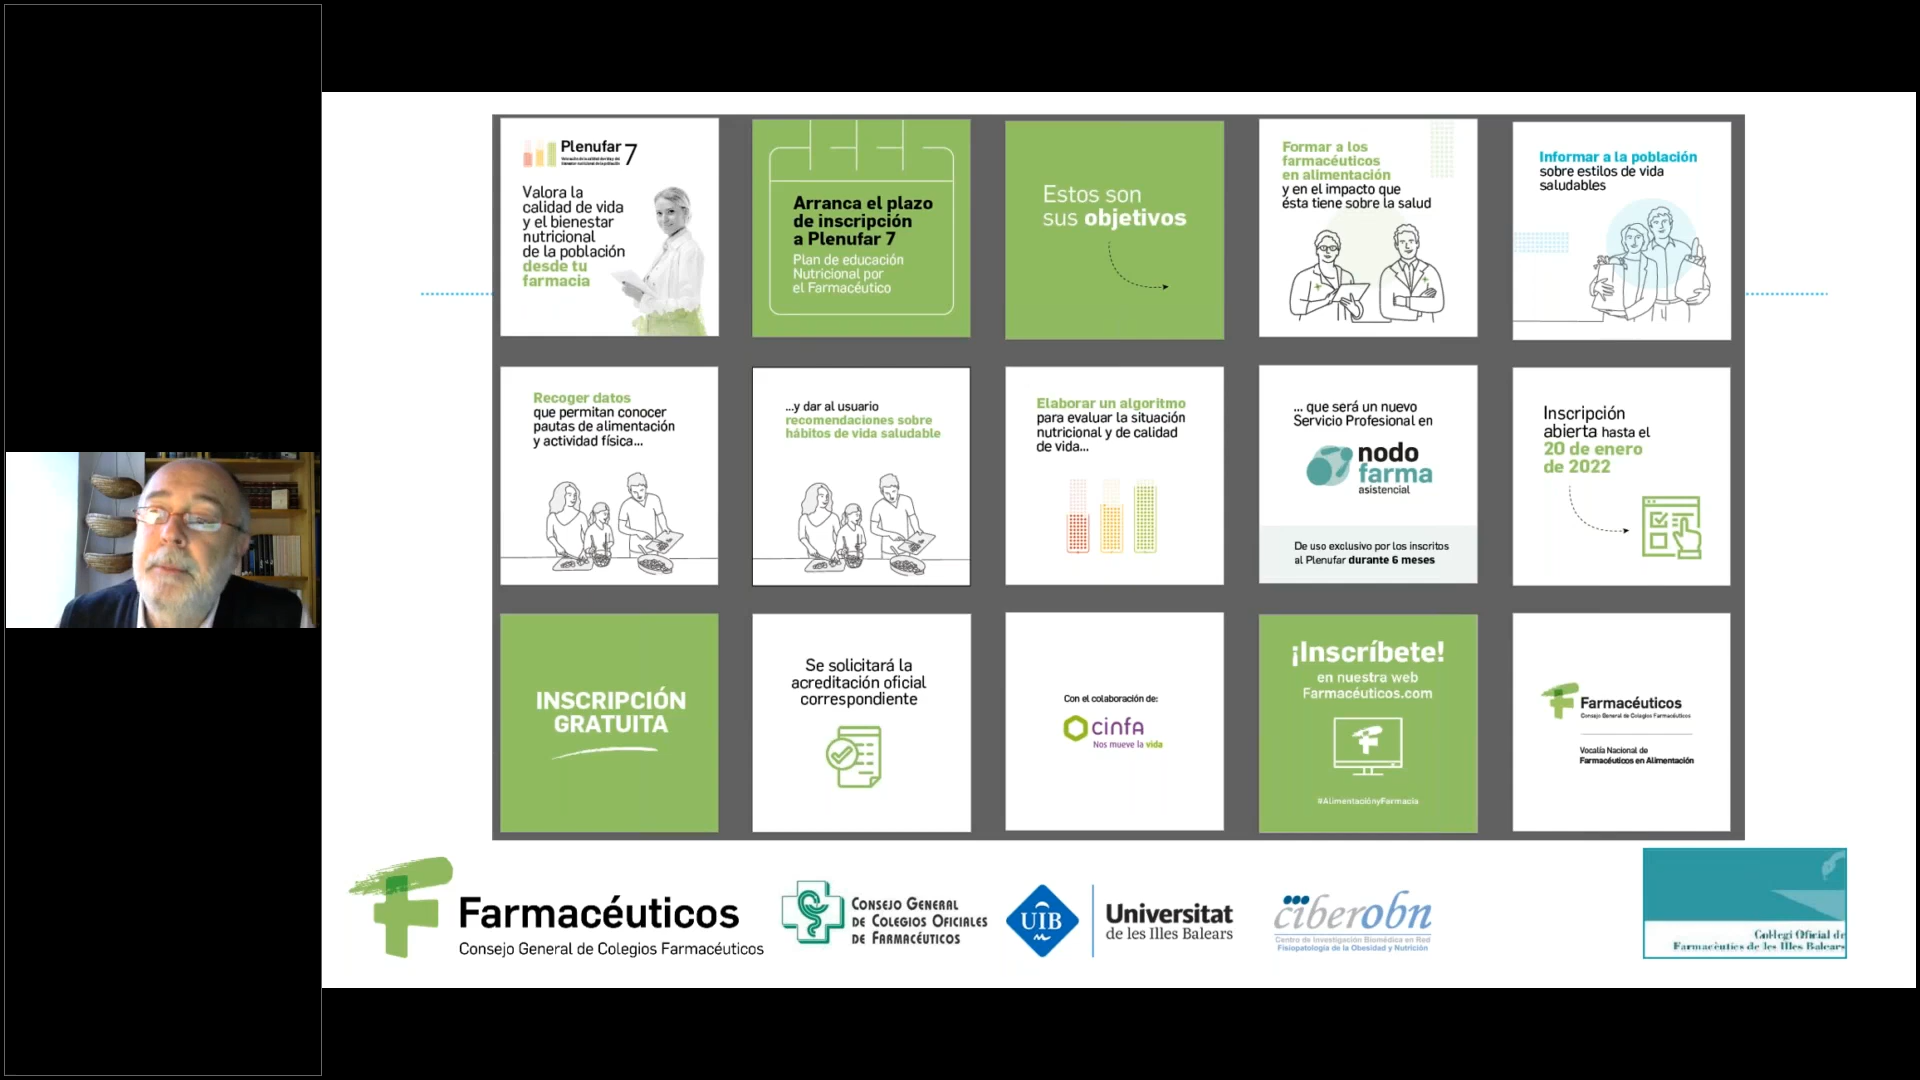 Plenufar 7
Valora la
calidad de vida
y el bienestar
nutricional
de la población
desde tu
farmacia
Arranca el plazo
de inscripción
a Plenufar 7
Plan de educación
Nutricional por
el Farmacéutico
Estos son
sus objetivos
Formar a los
farmacéuticos
en alimentación
y en el impacto que
ésta tiene sobre la salud
Informar a la población
sobre estilos de vida
saludables
Recoger datos
que permitan conocer
pautas de alimentación
y actividad física...
...y dar al usuario
recomendaciones sobre
hábitos de vida saludable
Elaborar un algoritmo
para evaluar la situación
nutricional y de calidad
de vida...
... que será un nuevo
Servicio Profesional en
nodo
farma
asistencial
De uso exclusivo por los inscritos
al Plenufar durante 6 meses
Inscripción
abierta hasta el
20 de enero
de 2022
INSCRIPCIÓN
GRATUITA
Se solicitará la
acreditación oficial
correspondiente
Con el colaboración de:
cinfa
Nos mueve la vida
¡Inscríbete!
en nuestra web
Farmacéuticos.com
#AlimentaciónyFarmacia
Farmacéuticos
Consejo General de Colegios Farmacéuticos
Vocalía Nacional de
Farmacéuticos en Alimentación
Farmacéuticos
Consejo General de Colegios Farmacéuticos
Consejo General
de Colegios Oficiales
de Farmacéuticos
UIB
Universitat
de les Illes Balears
ciberobn
Centro de Investigación Biomédica en Red
Fisiopatología de la Obesidad y Nutrición
Col·legi Oficial de
Farmacèutics de les Illes Balears